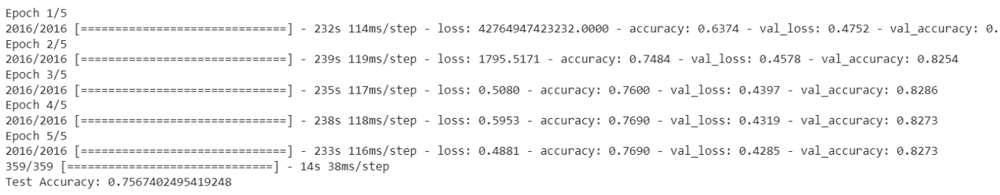 Epoch 1/5
2016/2016 [==============================] - 232s 114ms/step - loss: 42764947423232.0000 - accuracy: 0.6374 - val_loss: 0.4752 - val_accuracy: 0.
Epoch 2/5
2016/2016 [==============================] - 239s 119ms/step - loss: 1795.5171 - accuracy: 0.7484 - val_loss: 0.4578 - val_accuracy: 0.8254
Epoch 3/5
2016/2016 [==============================] - 235s 117ms/step - loss: 0.5080 - accuracy: 0.7600 - val_loss: 0.4397 - val_accuracy: 0.8286
Epoch 4/5
2016/2016 [==============================] - 238s 118ms/step - loss: 0.5953 - accuracy: 0.7690 - val_loss: 0.4319 - val_accuracy: 0.8273
Epoch 5/5
2016/2016 [==============================] - 233s 116ms/step - loss: 0.4881 - accuracy: 0.7690 - val_loss: 0.4285 - val_accuracy: 0.8273
359/359 [==============================] - 14s 38ms/step
Test Accuracy: 0.7567402495419248